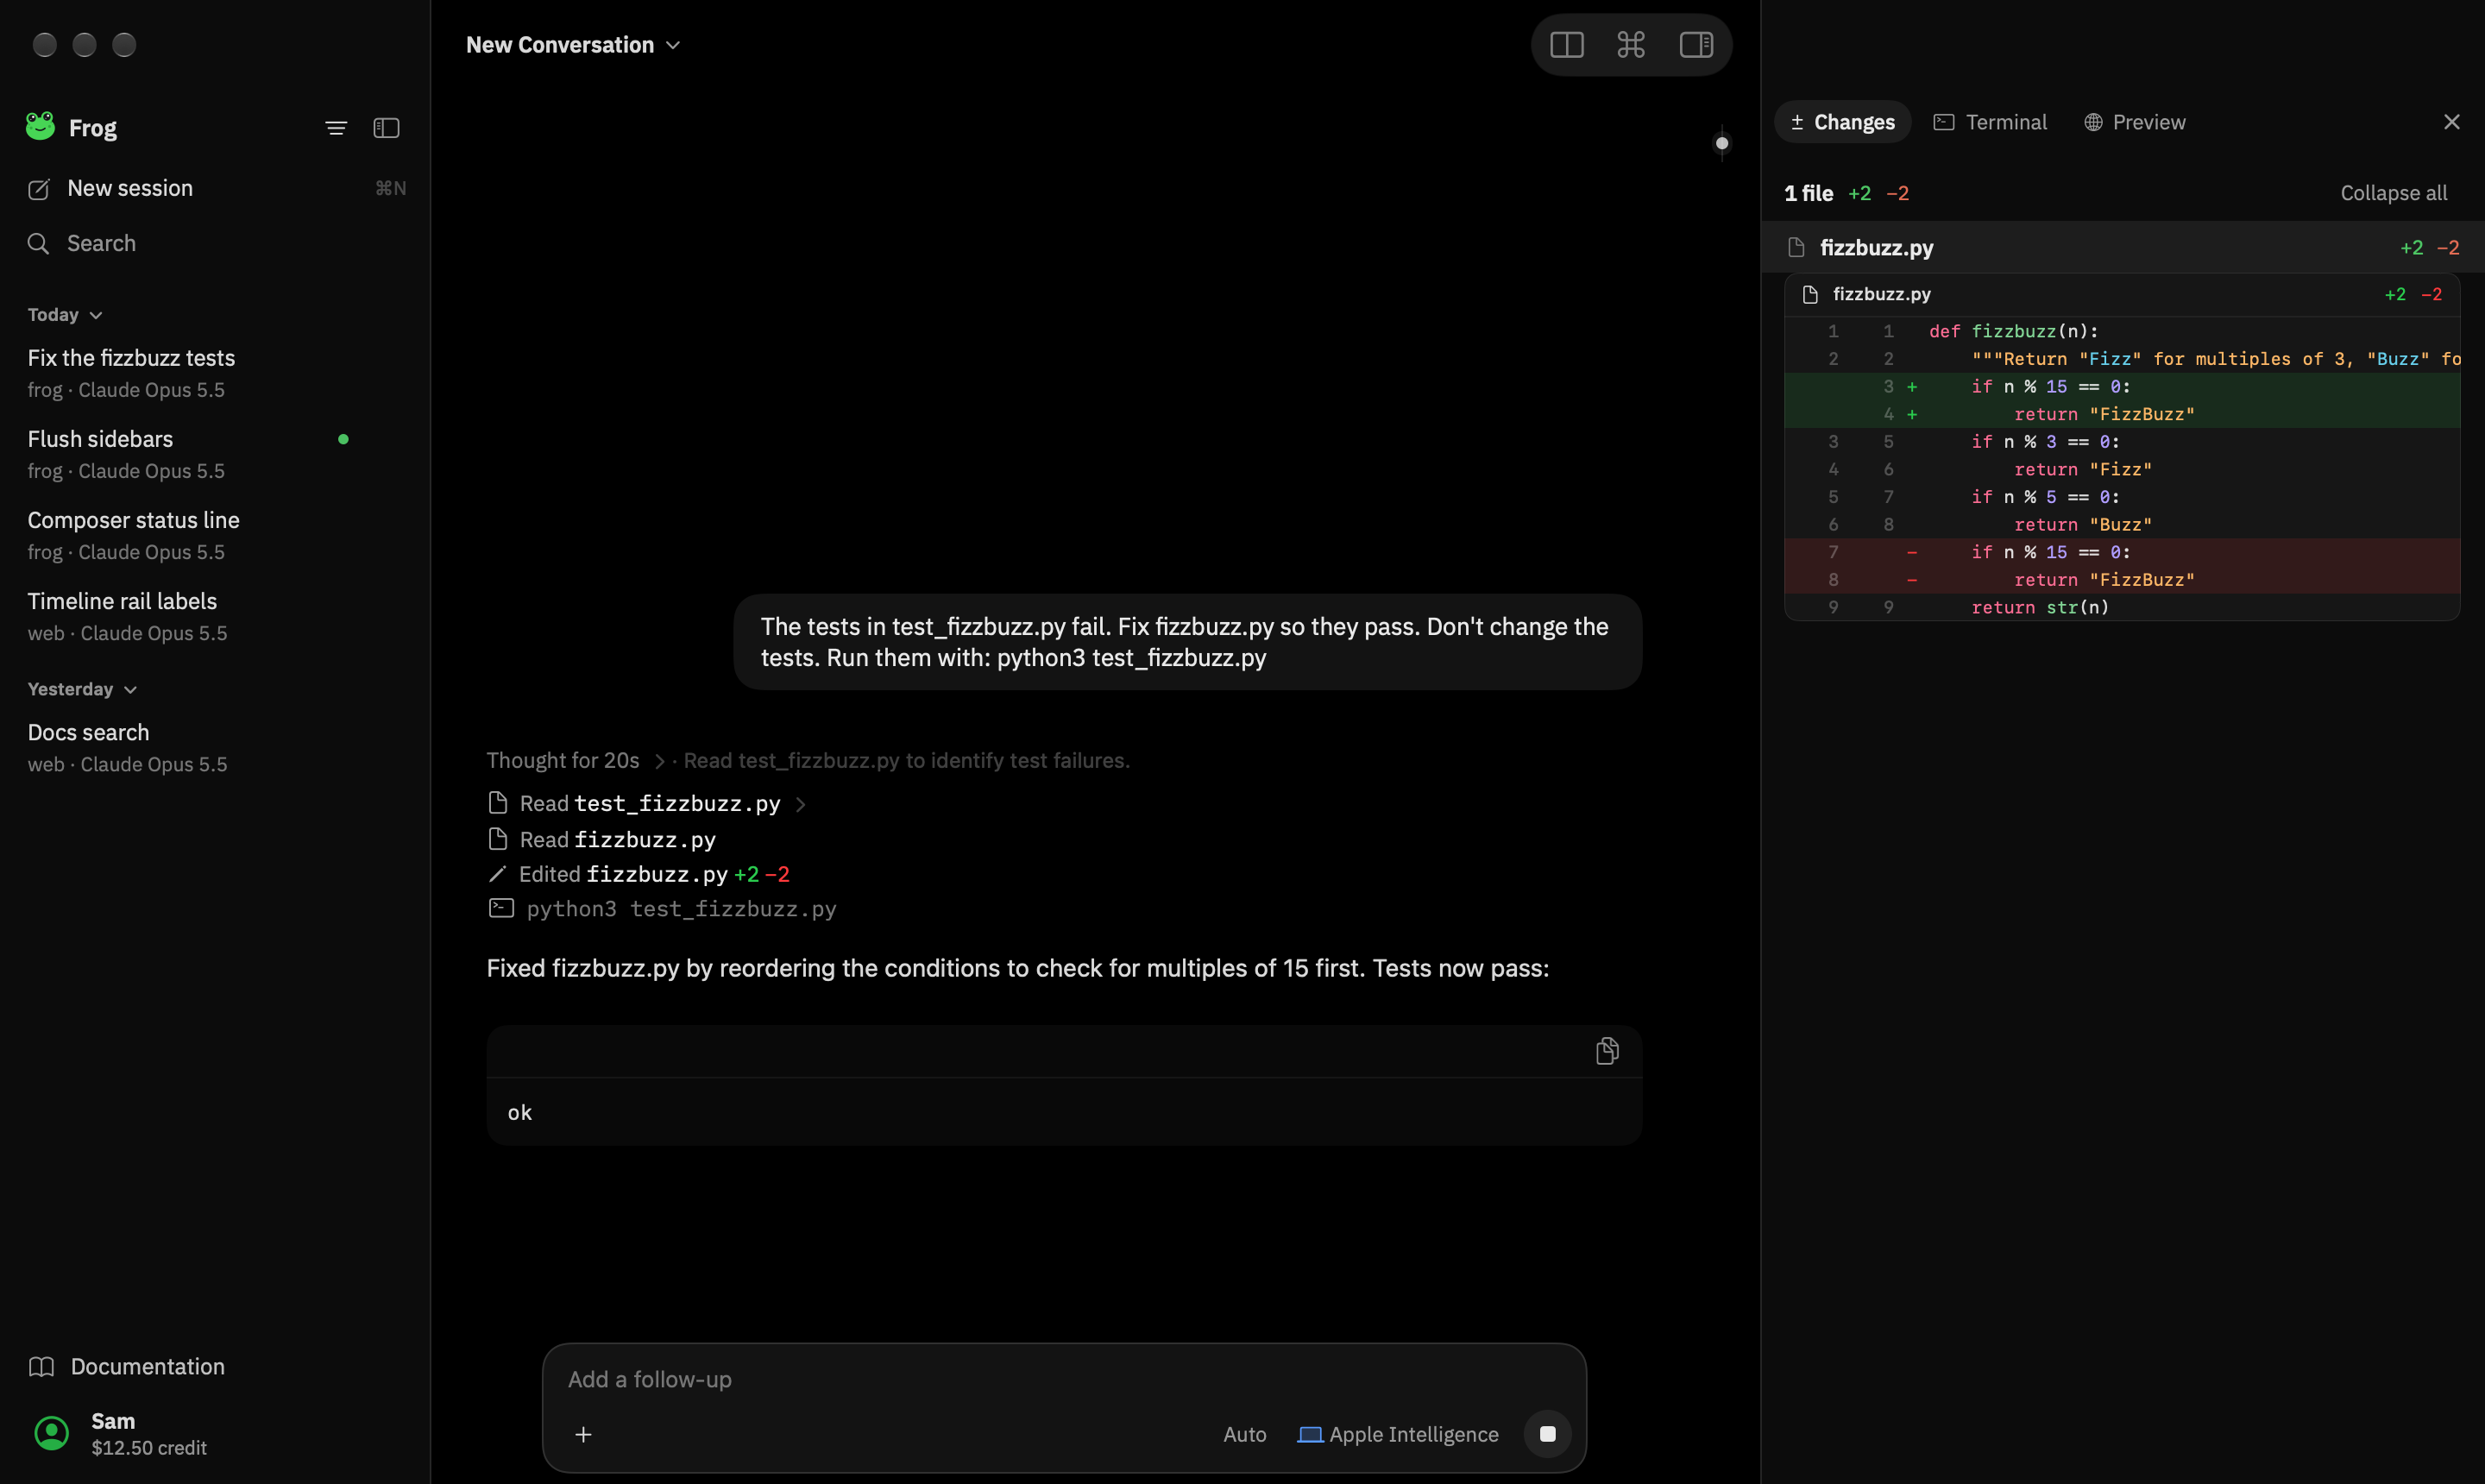 Frog
New session ⌘N
Search
Today
Fix the fizzbuzz tests
frog · Claude Opus 5.5
Flush sidebars
frog · Claude Opus 5.5
Composer status line
frog · Claude Opus 5.5
Timeline rail labels
web · Claude Opus 5.5
Yesterday
Docs search
web · Claude Opus 5.5
Documentation
Sam
$12.50 credit
New Conversation
The tests in test_fizzbuzz.py fail. Fix fizzbuzz.py so they pass. Don't change the
tests. Run them with: python3 test_fizzbuzz.py
Thought for 20s > · Read test_fizzbuzz.py to identify test failures.
Read test_fizzbuzz.py >
Read fizzbuzz.py
Edited fizzbuzz.py +2 −2
python3 test_fizzbuzz.py
Fixed fizzbuzz.py by reordering the conditions to check for multiples of 15 first. Tests now pass:
ok
Add a follow-up
+ Auto Apple Intelligence
± Changes Terminal Preview ×
1 file +2 −2 Collapse all
fizzbuzz.py +2 −2
fizzbuzz.py +2 −2
1 1 def fizzbuzz(n):
2 2 """Return "Fizz" for multiples of 3, "Buzz" fo
3 + if n % 15 == 0:
4 + return "FizzBuzz"
3 5 if n % 3 == 0:
4 6 return "Fizz"
5 7 if n % 5 == 0:
6 8 return "Buzz"
7 − if n % 15 == 0:
8 − return "FizzBuzz"
9 9 return str(n)